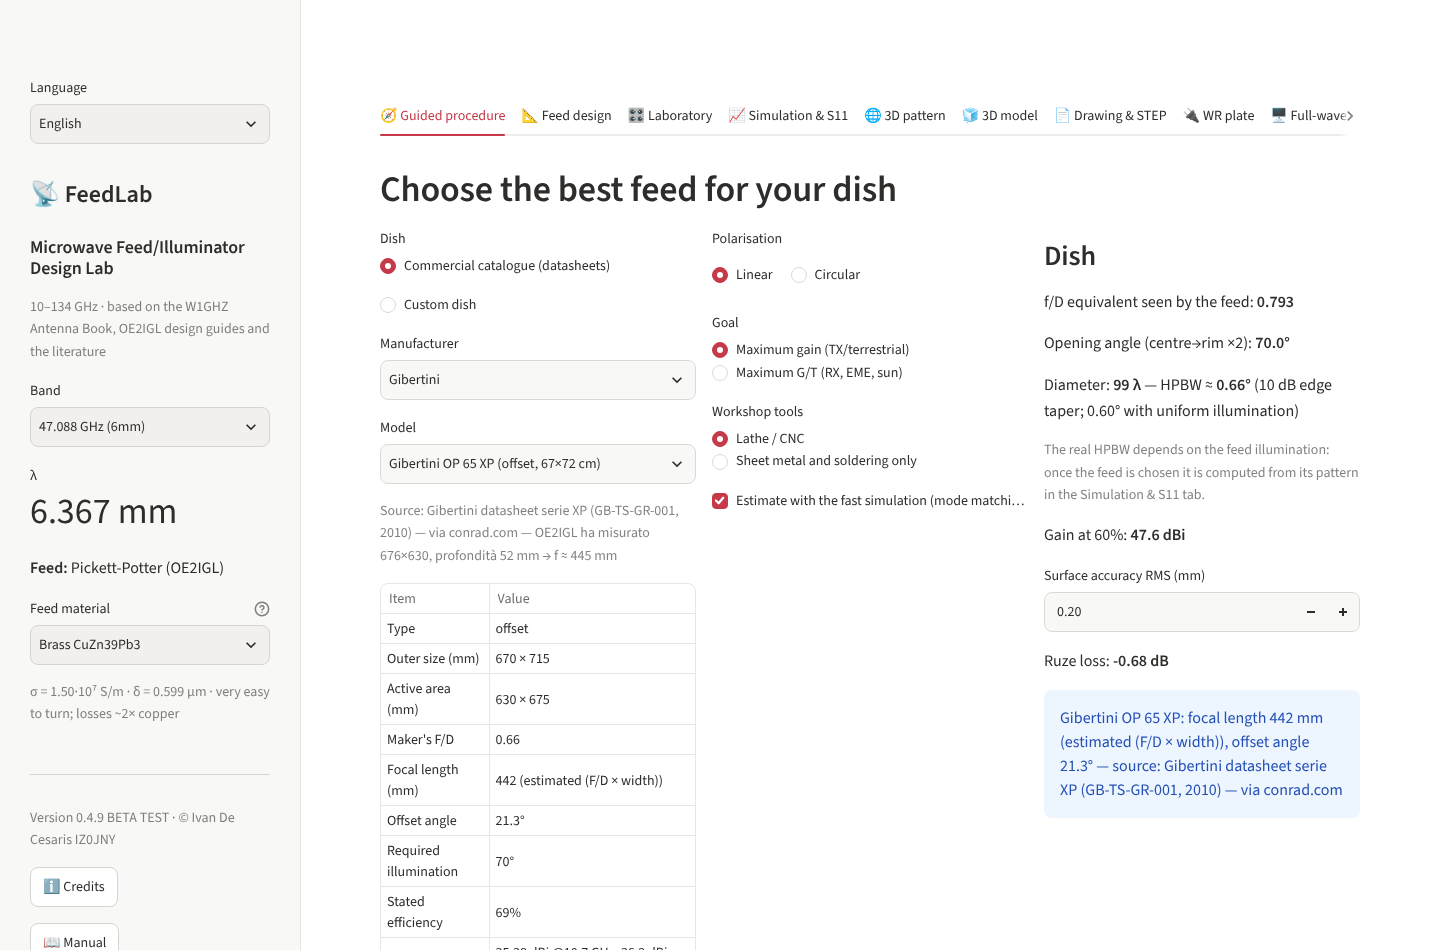 Language
English
📡 FeedLab
Microwave Feed/Illuminator
Design Lab
10–134 GHz · based on the W1GHZ
Antenna Book, OE2IGL design guides and
the literature
Band
47.088 GHz (6mm)
λ
6.367 mm
Feed: Pickett-Potter (OE2IGL)
Feed material
Brass CuZn39Pb3
σ = 1.50·10⁷ S/m · δ = 0.599 µm · very easy
to turn; losses ~2× copper
Version 0.4.9 BETA TEST · © Ivan De
Cesaris IZ0JNY
ℹ️ Credits
📖 Manual
🧭 Guided procedure
📐 Feed design
🎛️ Laboratory
📈 Simulation & S11
🌐 3D pattern
🧊 3D model
📄 Drawing & STEP
🔌 WR plate
🖥️ Full-wave
Choose the best feed for your dish
Dish
Commercial catalogue (datasheets)
Custom dish
Manufacturer
Gibertini
Model
Gibertini OP 65 XP (offset, 67×72 cm)
Source: Gibertini datasheet serie XP (GB-TS-GR-001,
2010) — via conrad.com — OE2IGL ha misurato
676×630, profondità 52 mm → f ≈ 445 mm
Item Value
Type offset
Outer size (mm) 670 × 715
Active area
(mm) 630 × 675
Maker's F/D 0.66
Focal length
(mm) 442 (estimated (F/D × width))
Offset angle 21.3°
Required
illumination 70°
Stated
efficiency 69%
Polarisation
Linear Circular
Goal
Maximum gain (TX/terrestrial)
Maximum G/T (RX, EME, sun)
Workshop tools
Lathe / CNC
Sheet metal and soldering only
Estimate with the fast simulation (mode matchi…
Dish
f/D equivalent seen by the feed: 0.793
Opening angle (centre→rim ×2): 70.0°
Diameter: 99 λ — HPBW ≈ 0.66° (10 dB edge
taper; 0.60° with uniform illumination)
The real HPBW depends on the feed illumination:
once the feed is chosen it is computed from its pattern
in the Simulation & S11 tab.
Gain at 60%: 47.6 dBi
Surface accuracy RMS (mm)
0.20
Ruze loss: -0.68 dB
Gibertini OP 65 XP: focal length 442 mm
(estimated (F/D × width)), offset angle
21.3° — source: Gibertini datasheet serie
XP (GB-TS-GR-001, 2010) — via conrad.com